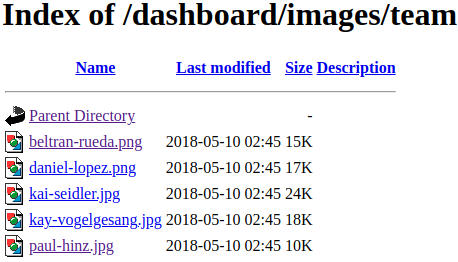 Index of /dashboard/images/team
Name Last modified Size Description
Parent Directory -
beltran-rueda.png 2018-05-10 02:45 15K
daniel-lopez.png 2018-05-10 02:45 17K
kai-seidler.jpg 2018-05-10 02:45 24K
kay-vogelgesang.jpg 2018-05-10 02:45 18K
paul-hinz.jpg 2018-05-10 02:45 10K